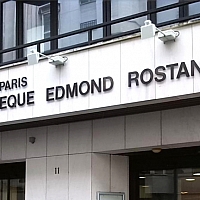 PARIS
EQUE EDMOND ROSTAN
11